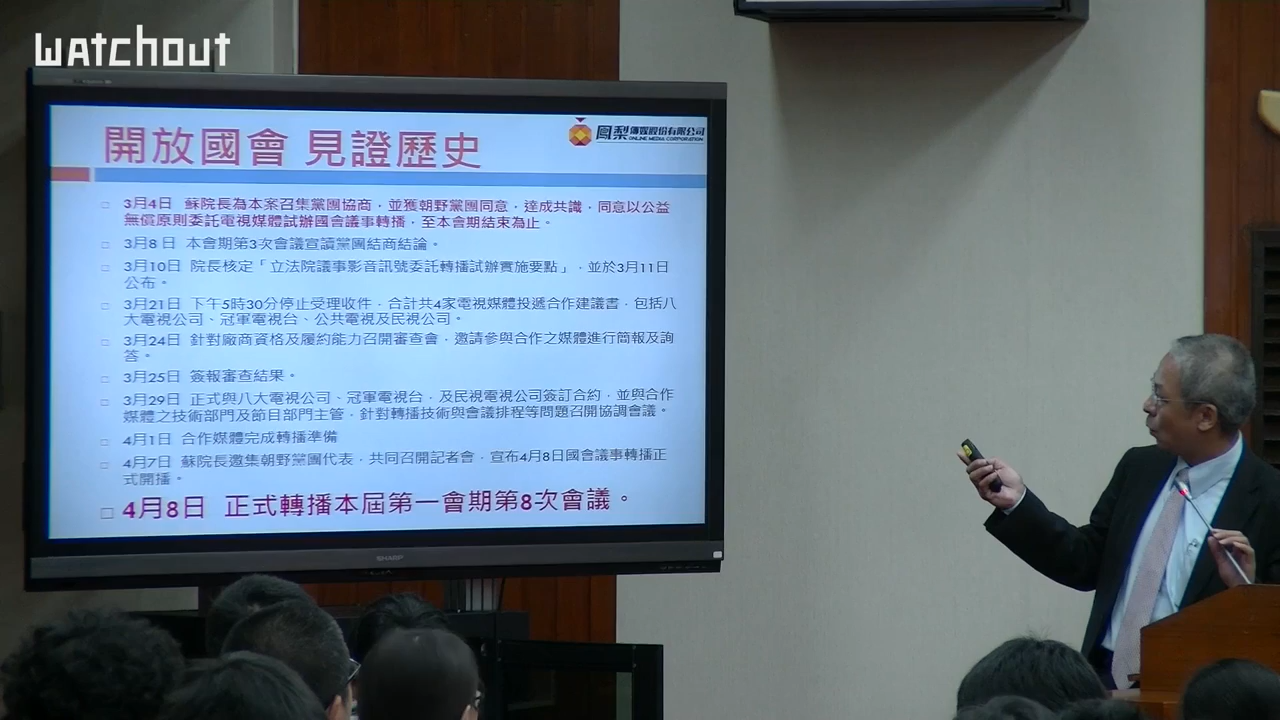 watchout
開放國會 見證歷史
鳳梨傳媒股份有限公司
ONLINE MEDIA CORPORATION
3月4日 蘇院長為本案召集黨團協商，並獲朝野黨團同意，達成共識，同意以公益
無償原則委託電視媒體試辦國會議事轉播，至本會期結束為止。
3月8日 本會期第3次會議宣讀黨團結商結論。
3月10日 院長核定「立法院議事影音訊號委託轉播試辦實施要點」，並於3月11日
公布。
3月21日 下午5時30分停止受理收件，合計共4家電視媒體投遞合作建議書，包括八
大電視公司、冠軍電視台、公共電視及民視公司。
3月24日 針對廠商資格及履約能力召開審查會，邀請參與合作之媒體進行簡報及詢
答。
3月25日 簽報審查結果。
3月29日 正式與八大電視公司、冠軍電視台，及民視電視公司簽訂合約，並與合作
媒體之技術部門及節目部門主管，針對轉播技術與會議排程等問題召開協調會議。
4月1日 合作媒體完成轉播準備
4月7日 蘇院長邀集朝野黨團代表，共同召開記者會，宣布4月8日國會議事轉播正
式開播。
4月8日 正式轉播本屆第一會期第8次會議。
SHARP